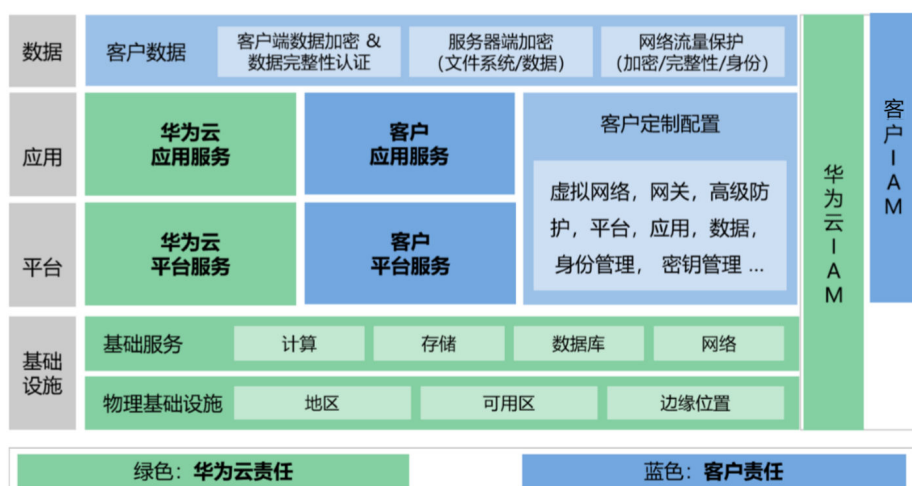 数据
客户数据
客户端数据加密 &
数据完整性认证
服务器端加密
(文件系统/数据)
网络流量保护
(加密/完整性/身份)
应用
华为云
应用服务
客户
应用服务
客户定制配置
虚拟网络，网关，高级防
护，平台，应用，数据，
身份管理， 密钥管理 ...
平台
华为云
平台服务
客户
平台服务
基础
设施
基础服务
计算
存储
数据库
网络
物理基础设施
地区
可用区
边缘位置
华为云IAM
客户IAM
绿色：华为云责任
蓝色：客户责任